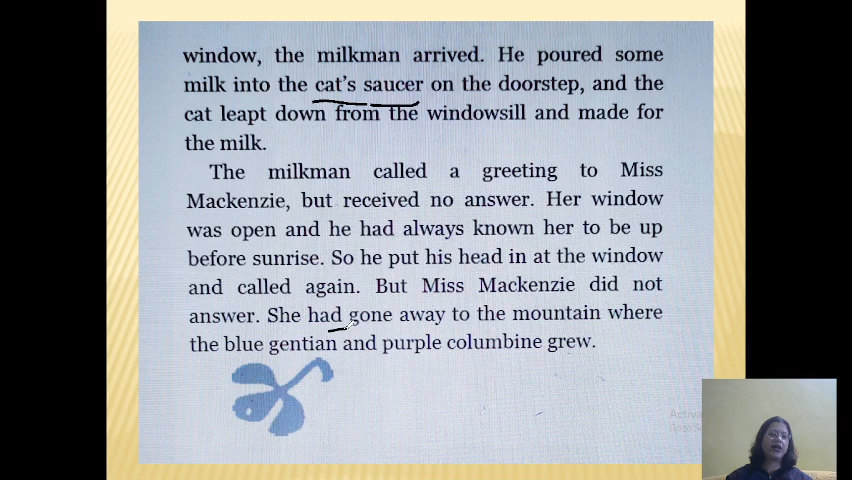 window, the milkman arrived. He poured some
milk into the cat's saucer on the doorstep, and the
cat leapt down from the windowsill and made for
the milk.
The milkman called a greeting to Miss
Mackenzie, but received no answer. Her window
was open and he had always known her to be up
before sunrise. So he put his head in at the window
and called again. But Miss Mackenzie did not
answer. She had gone away to the mountain where
the blue gentian and purple columbine grew.